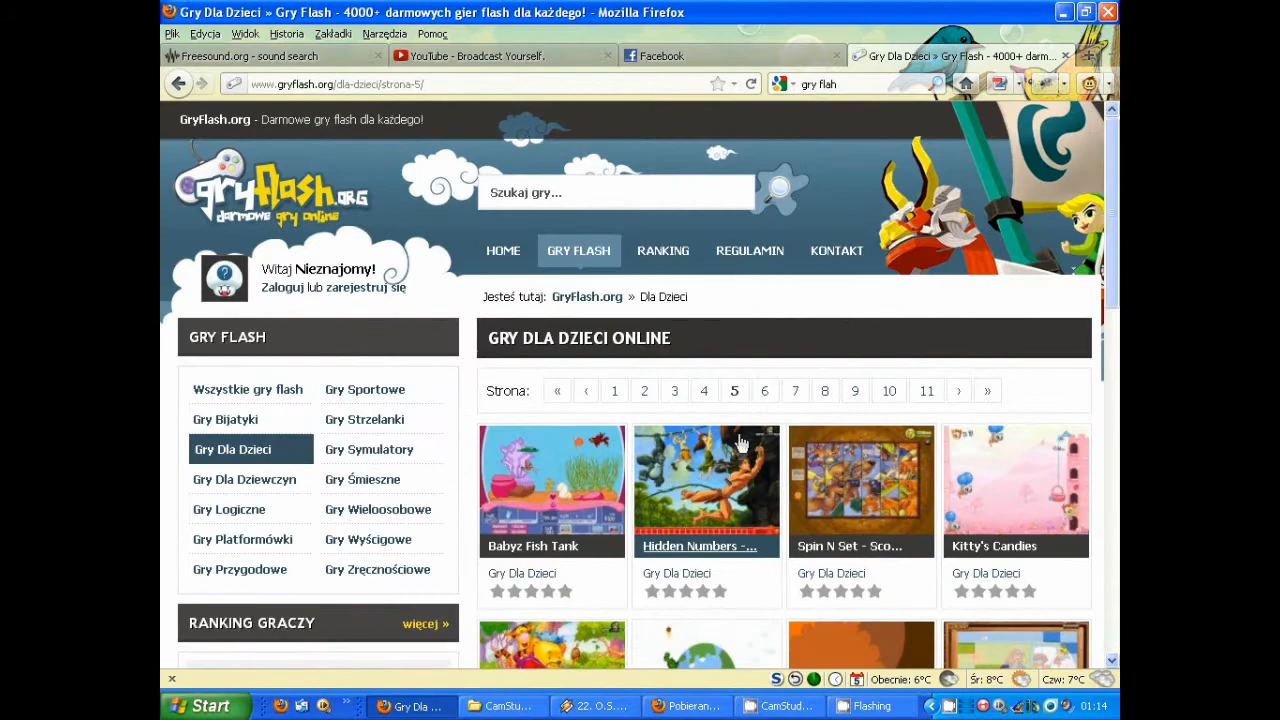 Gry Dla Dzieci » Gry Flash - 4000+ darmowych gier flash dla każdego! - Mozilla Firefox
Plik Edycja Widok Historia Zakładki Narzędzia Pomoc
Freesound.org - sound search
YouTube - Broadcast Yourself.
Facebook
Gry Dla Dzieci » Gry Flash - 4000+ darm...
www.gryflash.org/dla-dzieci/strona-5/
gry flah
GryFlash.org - Darmowe gry flash dla każdego!
gryflash.ORG
darmowe gry online
Szukaj gry...
HOME GRY FLASH RANKING REGULAMIN KONTAKT
Witaj Nieznajomy!
Zaloguj lub zarejestruj się
Jesteś tutaj: GryFlash.org » Dla Dzieci
GRY FLASH
Wszystkie gry flash Gry Sportowe
Gry Bijatyki Gry Strzelanki
Gry Dla Dzieci Gry Symulatory
Gry Dla Dziewczyn Gry Śmieszne
Gry Logiczne Gry Wieloosobowe
Gry Platformówki Gry Wyścigowe
Gry Przygodowe Gry Zręcznościowe
RANKING GRACZY więcej »
GRY DLA DZIECI ONLINE
Strona: « ‹ 1 2 3 4 5 6 7 8 9 10 11 › »
Babyz Fish Tank
Gry Dla Dzieci
Hidden Numbers -...
Gry Dla Dzieci
Spin N Set - Sco...
Gry Dla Dzieci
Kitty's Candies
Gry Dla Dzieci
Obecnie: 6°C Śr: 8°C Czw: 7°C
Start
Gry Dla ...
CamStu...
22. O.S....
Pobieran...
CamStud...
Flashing
01:14